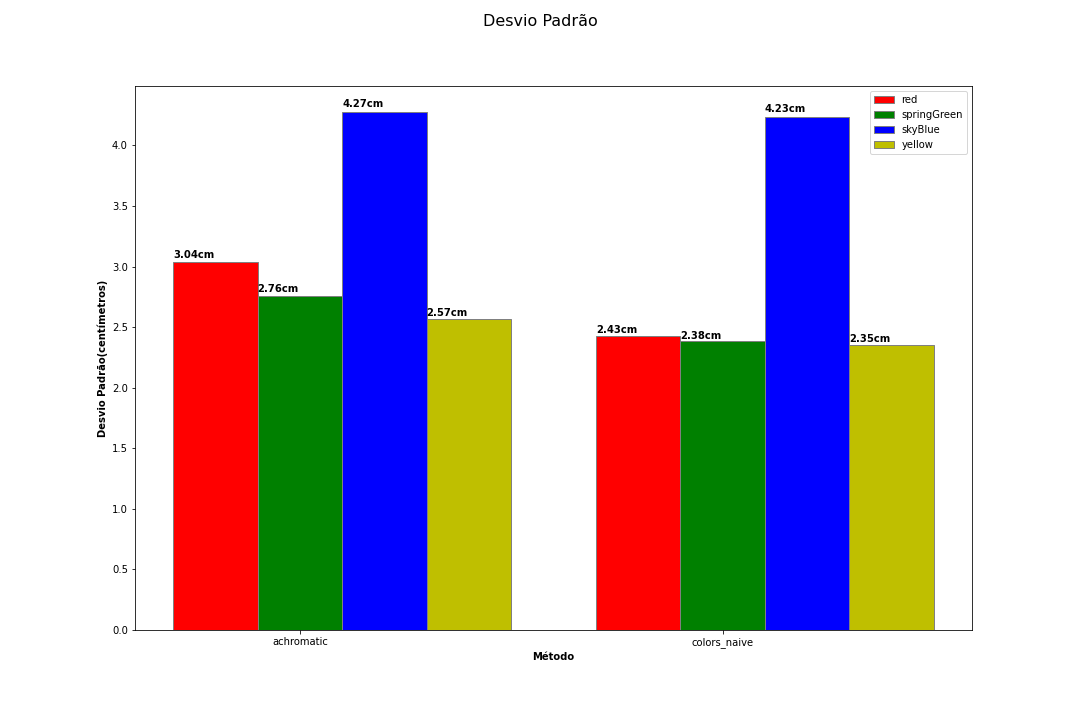 Desvio Padrão
4.27cm
4.23cm
red
springGreen
skyBlue
yellow
4.0
3.5
3.04cm
3.0
2.76cm
2.57cm
2.5
2.43cm
2.38cm
2.35cm
2.0
1.5
1.0
0.5
0.0
Desvio Padrão(centímetros)
achromatic
colors_naive
Método